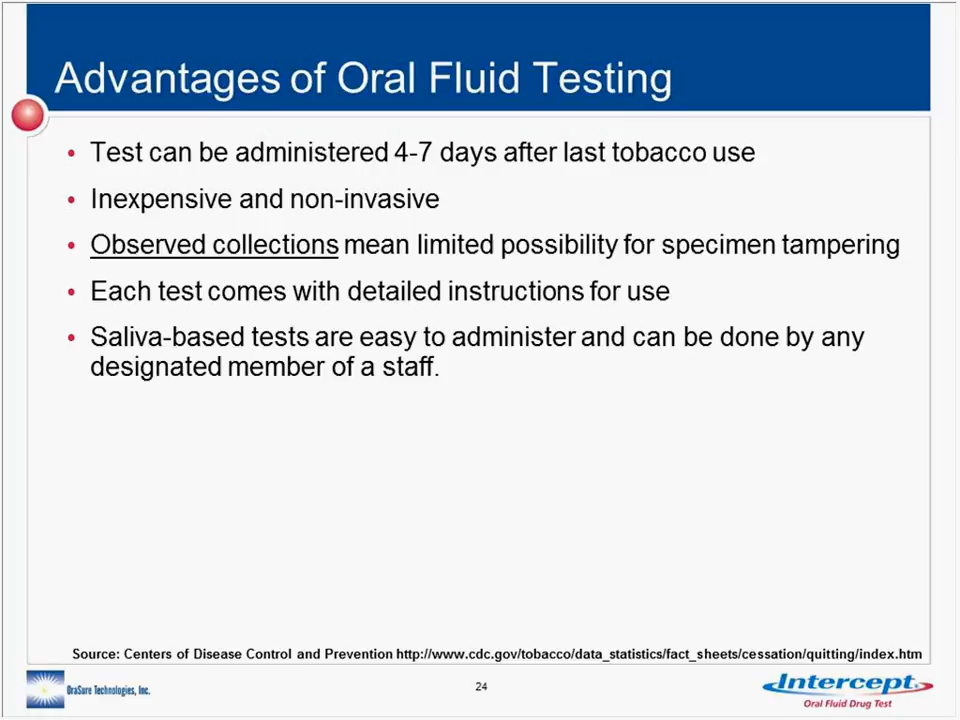 Advantages of Oral Fluid Testing
• Test can be administered 4-7 days after last tobacco use
• Inexpensive and non-invasive
• Observed collections mean limited possibility for specimen tampering
• Each test comes with detailed instructions for use
• Saliva-based tests are easy to administer and can be done by any
designated member of a staff.
Source: Centers of Disease Control and Prevention http://www.cdc.gov/tobacco/data_statistics/fact_sheets/cessation/quitting/index.htm
OraSure Technologies, Inc.
24
Intercept
Oral Fluid Drug Test